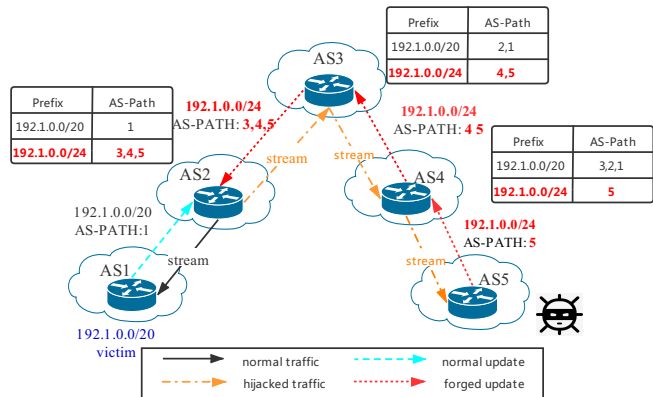 Prefix AS-Path
192.1.0.0/20 2,1
192.1.0.0/24 4,5
AS3
Prefix AS-Path
192.1.0.0/20 1
192.1.0.0/24 3,4,5
192.1.0.0/24
AS-PATH: 3,4,5
192.1.0.0/24
AS-PATH: 4 5
Prefix AS-Path
192.1.0.0/20 3,2,1
192.1.0.0/24 5
stream
stream
AS2
AS4
192.1.0.0/20
AS-PATH:1
192.1.0.0/24
AS-PATH: 5
stream
stream
AS1
AS5
192.1.0.0/20
victim
normal traffic normal update
hijacked traffic forged update